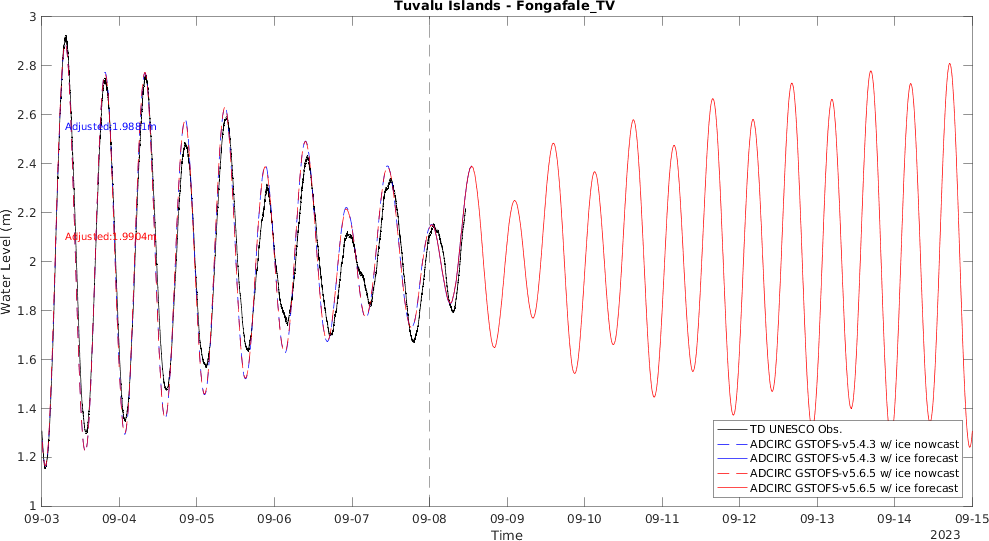 Tuvalu Islands - Fongafale_TV
3
2.8
2.6
2.4
2.2
2
1.8
1.6
1.4
1.2
1
Water Level (m)
Adjusted:1.9881m
Adjusted:1.9904m
TD UNESCO Obs.
ADCIRC GSTOFS-v5.4.3 w/ ice nowcast
ADCIRC GSTOFS-v5.4.3 w/ ice forecast
ADCIRC GSTOFS-v5.6.5 w/ ice nowcast
ADCIRC GSTOFS-v5.6.5 w/ ice forecast
09-03 09-04 09-05 09-06 09-07 09-08 09-09 09-10 09-11 09-12 09-13 09-14 09-15
Time
2023